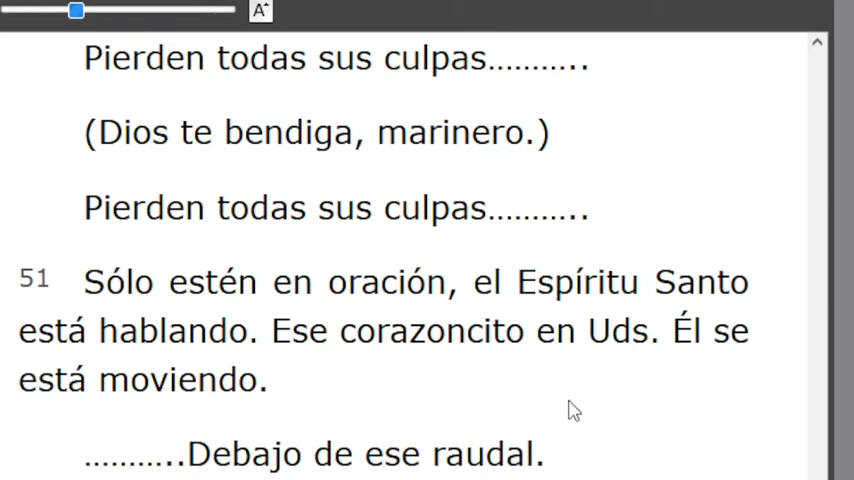 A
Pierden todas sus culpas………..
(Dios te bendiga, marinero.)
Pierden todas sus culpas………..
51 Sólo estén en oración, el Espíritu Santo
está hablando. Ese corazoncito en Uds. Él se
está moviendo.
………..Debajo de ese raudal.